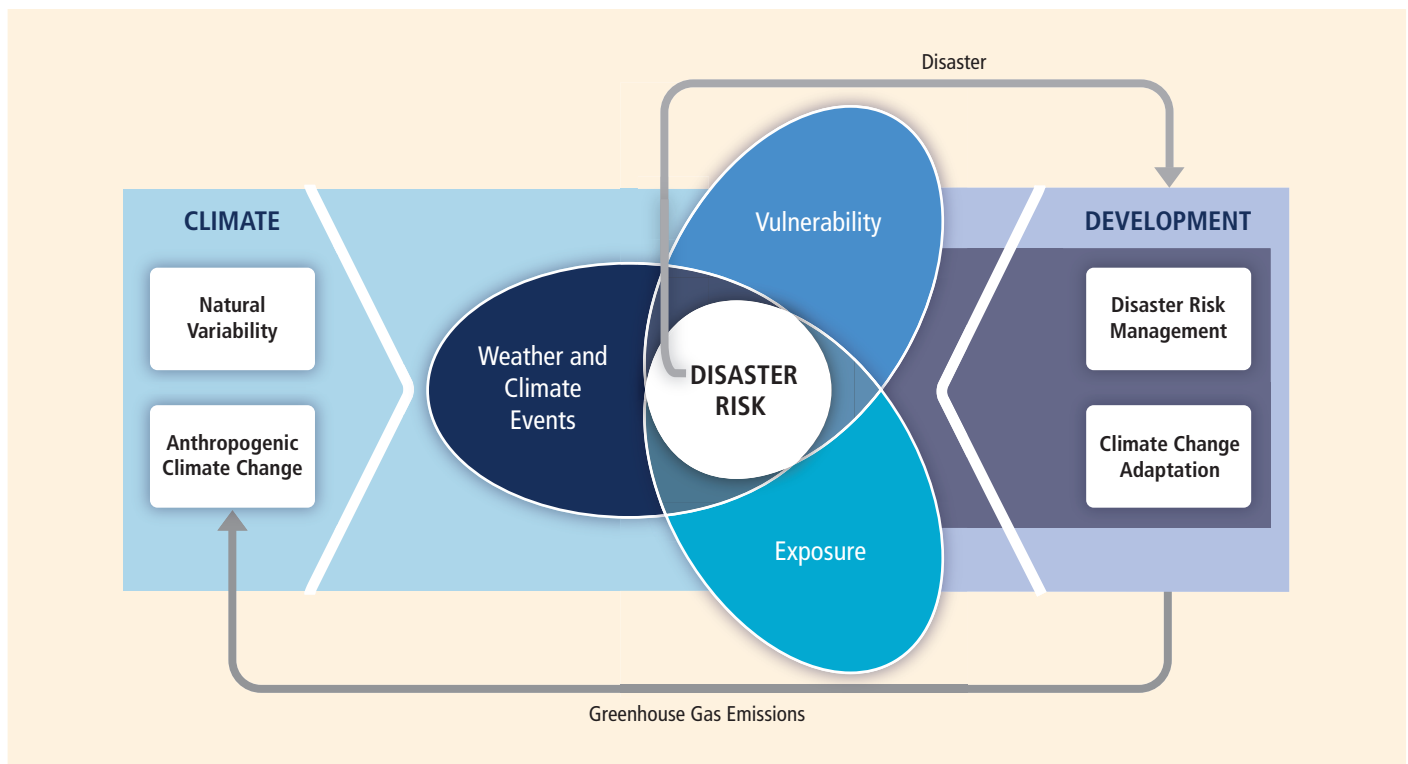 Disaster
CLIMATE
Natural
Variability
Anthropogenic
Climate Change
Weather and
Climate
Events
Vulnerability
DISASTER
RISK
Exposure
DEVELOPMENT
Disaster Risk
Management
Climate Change
Adaptation
Greenhouse Gas Emissions